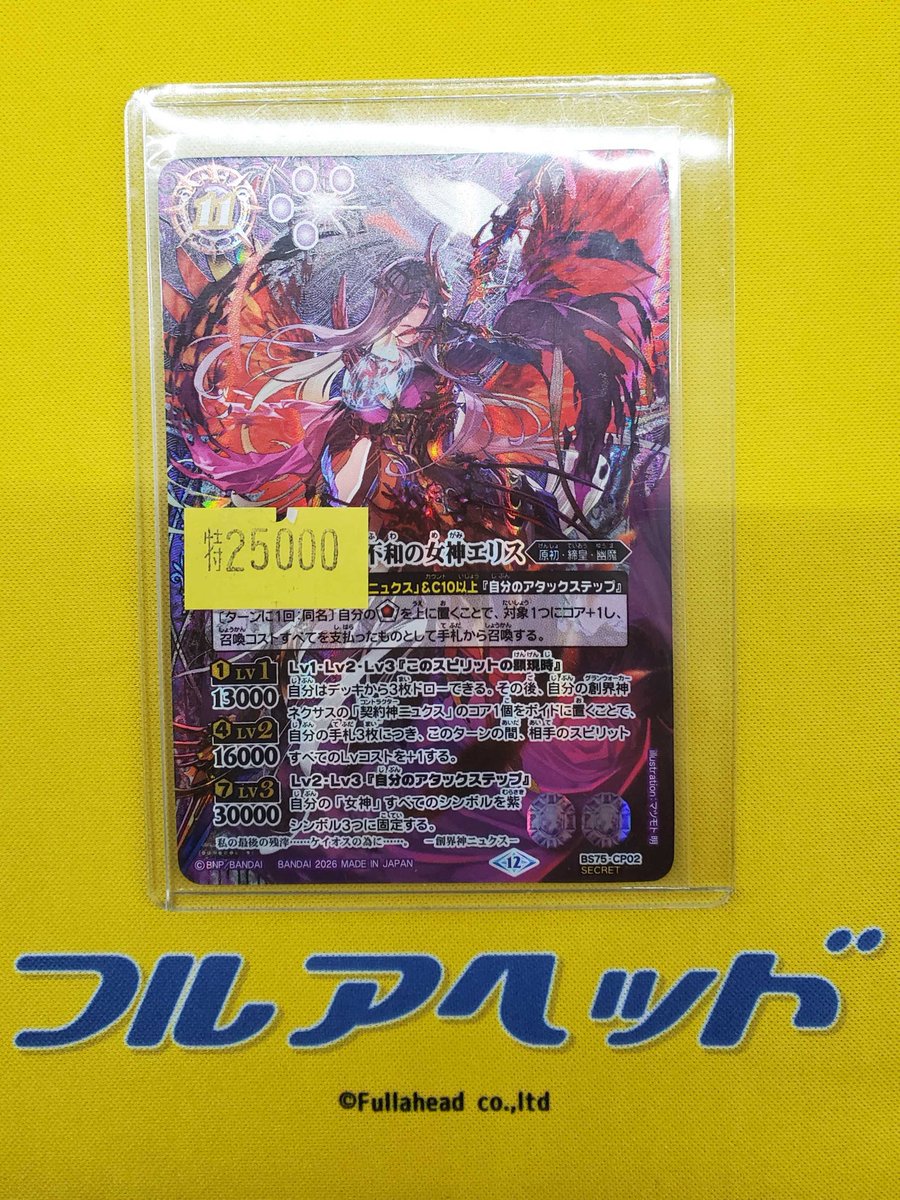 11
不和の女神エリス
原初・締皇・幽魔
特付25000
ニュクス」&C10以上『自分のアタックステップ』
〔ターンに1回:同名〕自分の を上に置くことで、対象1つにコア+1し、
召喚コストすべてを支払ったものとして手札から召喚する。
1 LV1
13000
4 LV2
16000
7 LV3
30000
Lv1・Lv2・Lv3『このスピリットの顕現時』
自分はデッキから3枚ドローできる。その後、自分の創界神
ネクサスの「契約神ニュクス」のコア1個をボイドに置くことで、
自分の手札3枚につき、このターンの間、相手のスピリット
すべてのLvコストを+1する。
Lv2・Lv3『自分のアタックステップ』
自分の「女神」すべてのシンボルを紫
シンボル3つに固定する。
私の最後の残滓……ケイオスの為に……。 ―創界神ニュクス―
illustration:マツモト 明
©BNP/BANDAI BANDAI 2026 MADE IN JAPAN
12
BS75-CP02
SECRET
フルアヘッド
©Fullahead co.,ltd